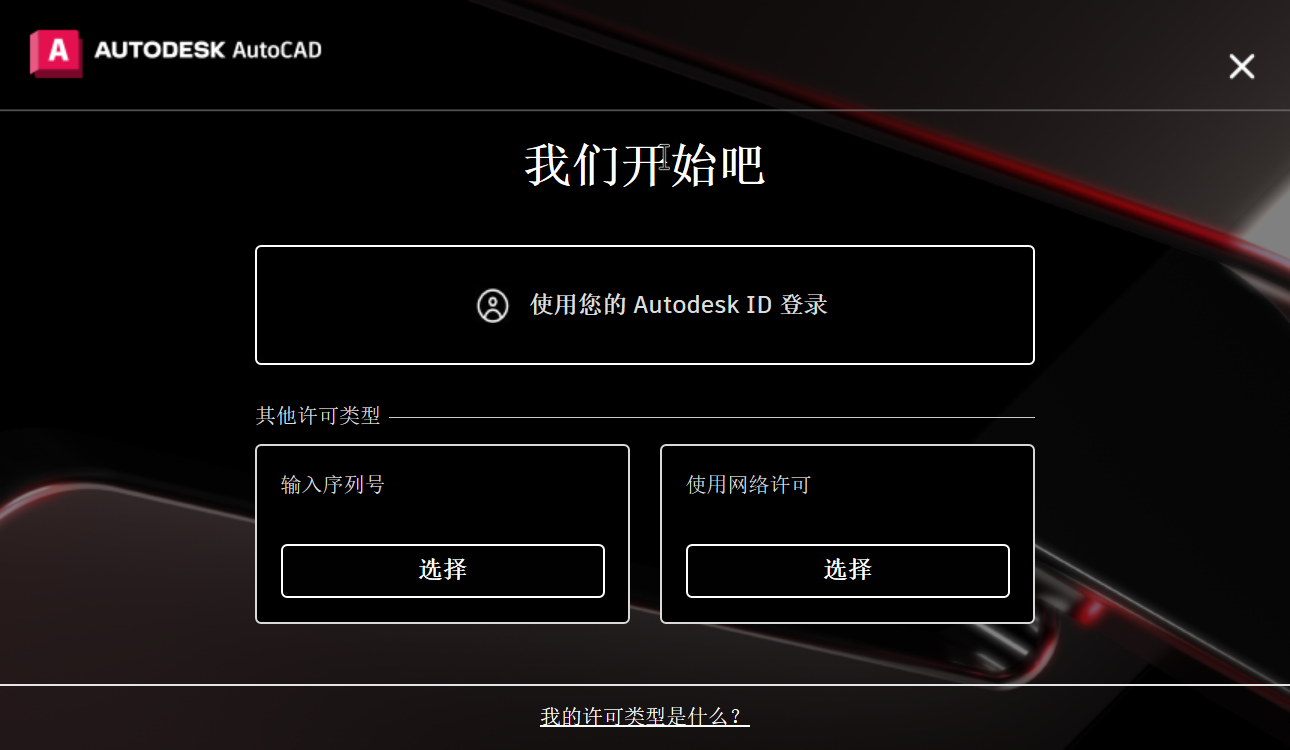 A AUTODESK AutoCAD
我们开始吧
使用您的 Autodesk ID 登录
其他许可类型
输入序列号
使用网络许可
选择
选择
我的许可类型是什么？